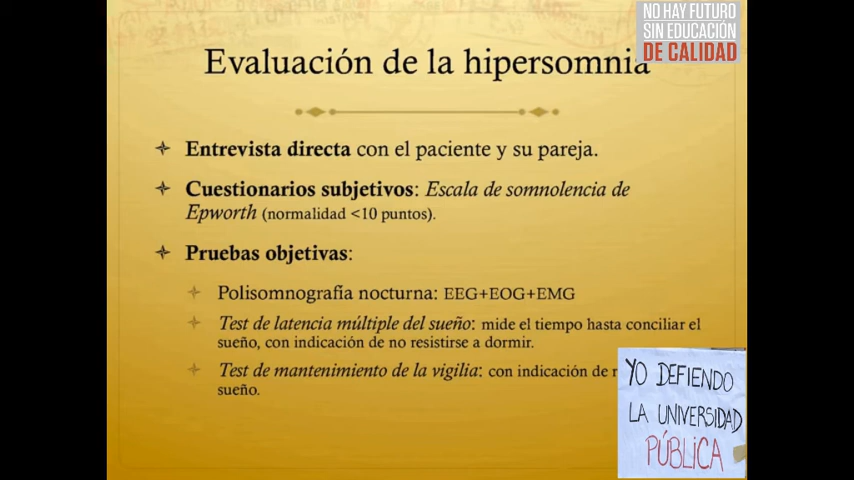 NO HAY FUTURO
SIN EDUCACIÓN
DE CALIDAD
Evaluación de la hipersomnia
Entrevista directa con el paciente y su pareja.
Cuestionarios subjetivos: Escala de somnolencia de
Epworth (normalidad <10 puntos).
Pruebas objetivas:
Polisomnografía nocturna: EEG+EOG+EMG
Test de latencia múltiple del sueño: mide el tiempo hasta conciliar el
sueño, con indicación de no resistirse a dormir.
Test de mantenimiento de la vigilia: con indicación de
sueño.
YO DEFIENDO
LA UNIVERSIDAD
PÚBLICA